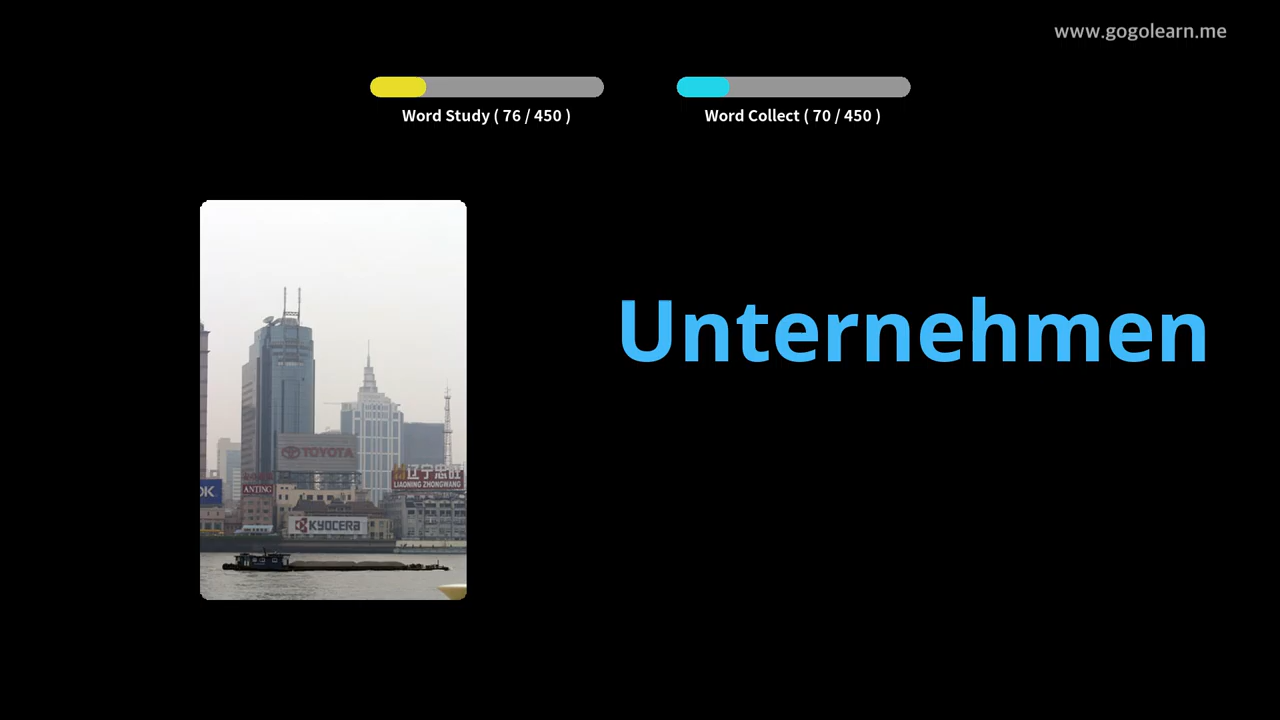 www.gogolearn.me
Word Study ( 76 / 450 )
Word Collect ( 70 / 450 )
Unternehmen
TOYOTA
辽宁忠旺
LIAONING ZHONGWANG
OK
ANTING
KYOCERA